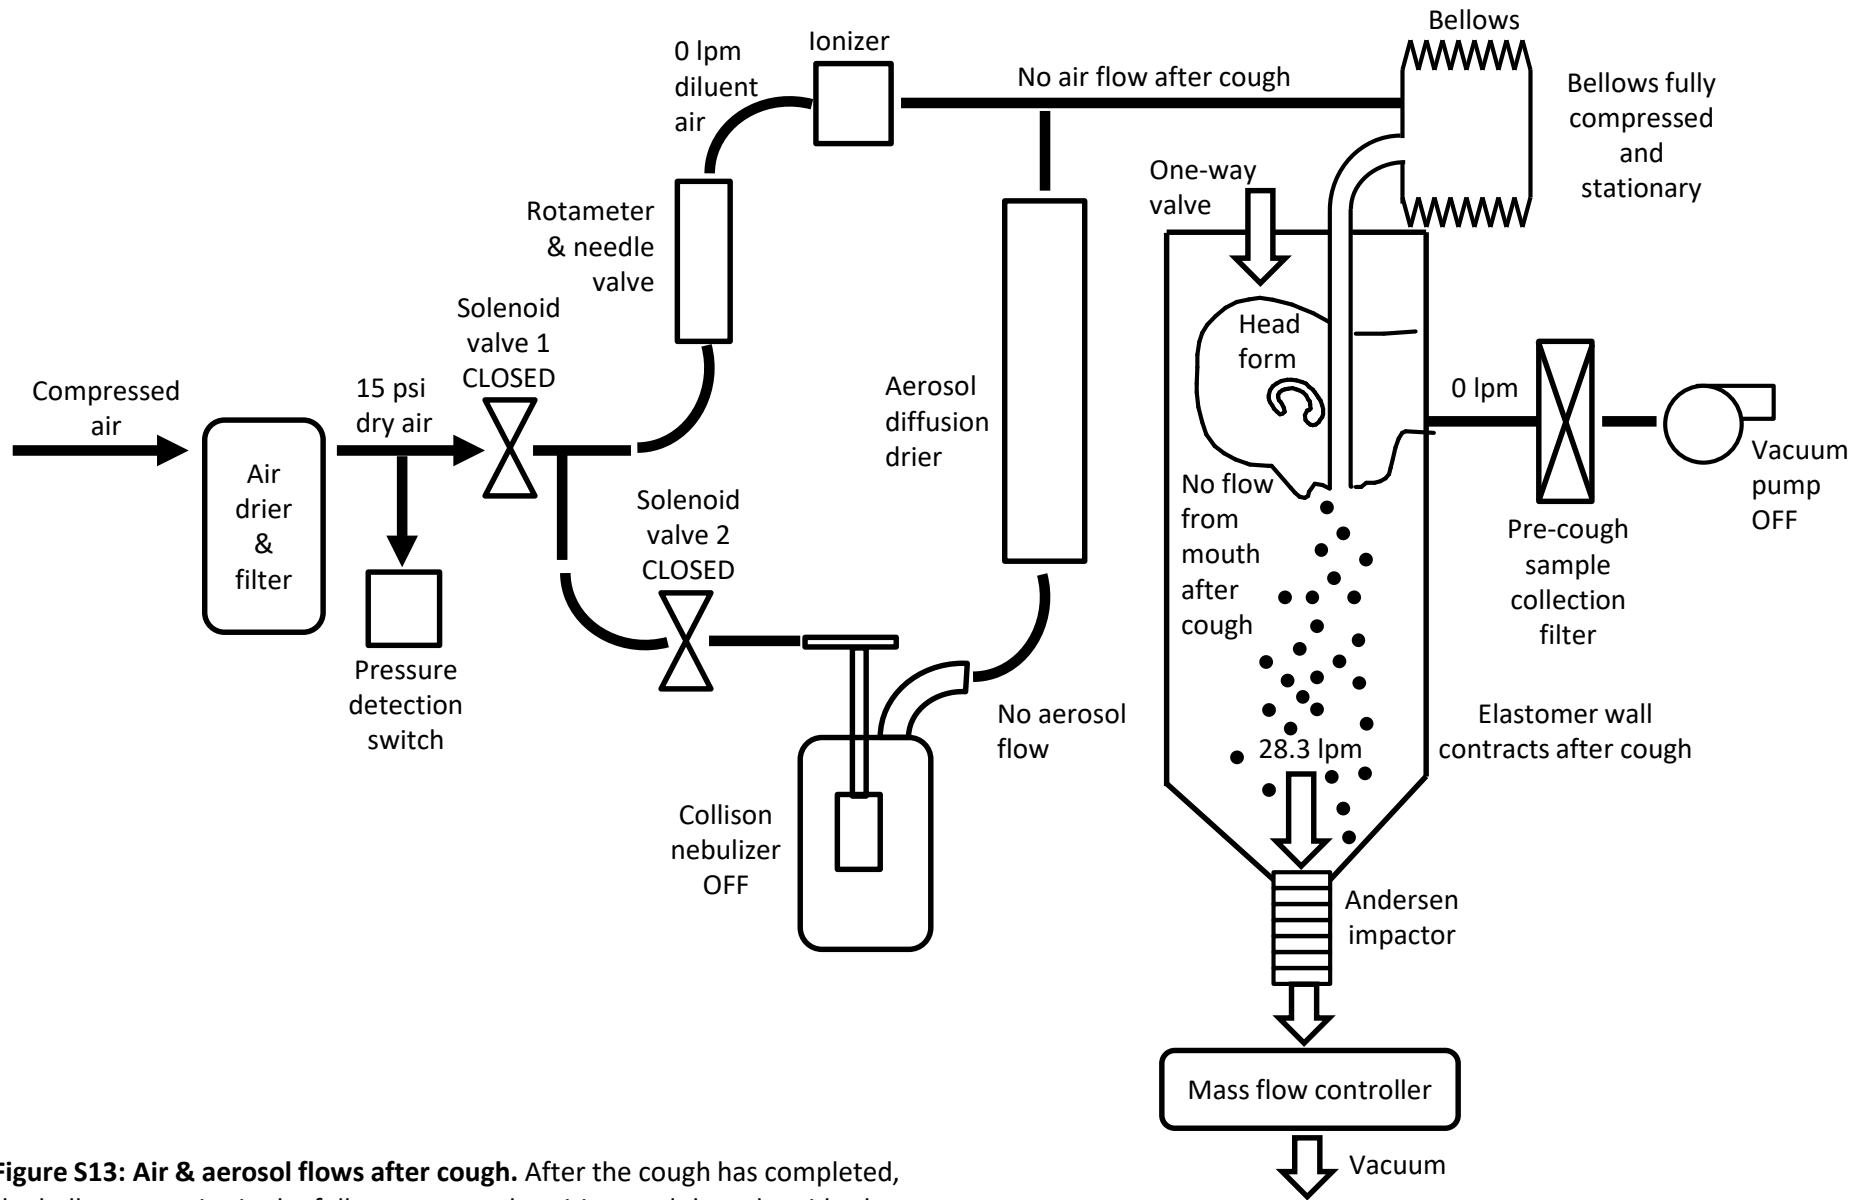 Bellows
Ionizer
0 lpm
diluent
air
No air flow after cough
Bellows fully
compressed
and
stationary
One-way
valve
Rotameter
& needle
valve
Solenoid
valve 1
CLOSED
Head
form
Compressed
air
15 psi
dry air
Aerosol
diffusion
drier
0 lpm
Vacuum
pump
OFF
Air
drier
&
filter
Solenoid
valve 2
CLOSED
No flow
from
mouth
after
cough
Pre-cough
sample
collection
filter
Pressure
detection
switch
No aerosol
flow
28.3 lpm
Elastomer wall
contracts after cough
Collison
nebulizer
OFF
Andersen
impactor
Mass flow controller
Vacuum
Figure S13: Air & aerosol flows after cough. After the cough has completed,